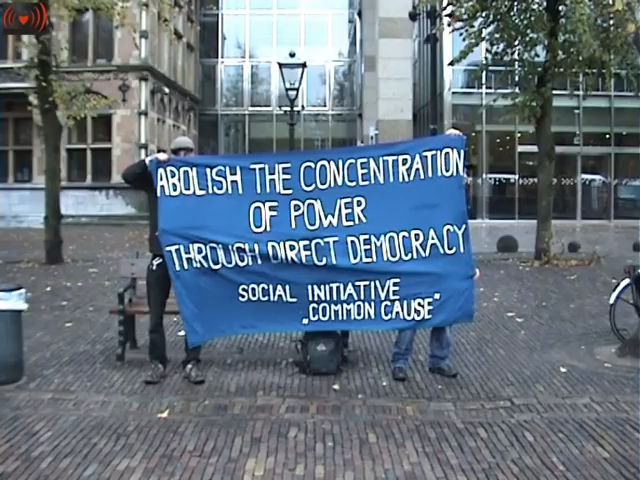 ABOLISH THE CONCENTRATION
OF POWER
THROUGH DIRECT DEMOCRACY
SOCIAL INITIATIVE
„COMMON CAUSE"